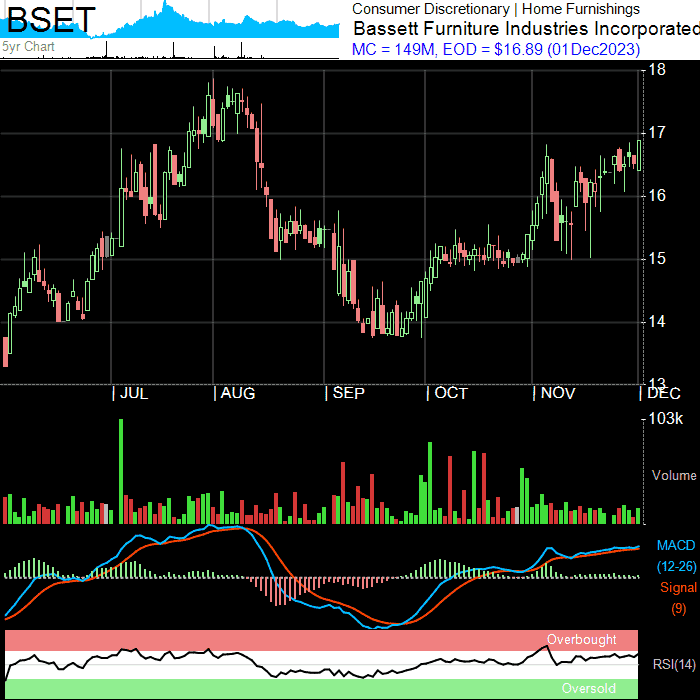 BSET
5yr Chart
Consumer Discretionary | Home Furnishings
Bassett Furniture Industries Incorporated
MC = 149M, EOD = $16.89 (01Dec2023)
18
17
16
15
14
13
JUL AUG SEP OCT NOV DEC
103k
Volume
MACD
(12-26)
Signal
(9)
Overbought
RSI(14)
Oversold